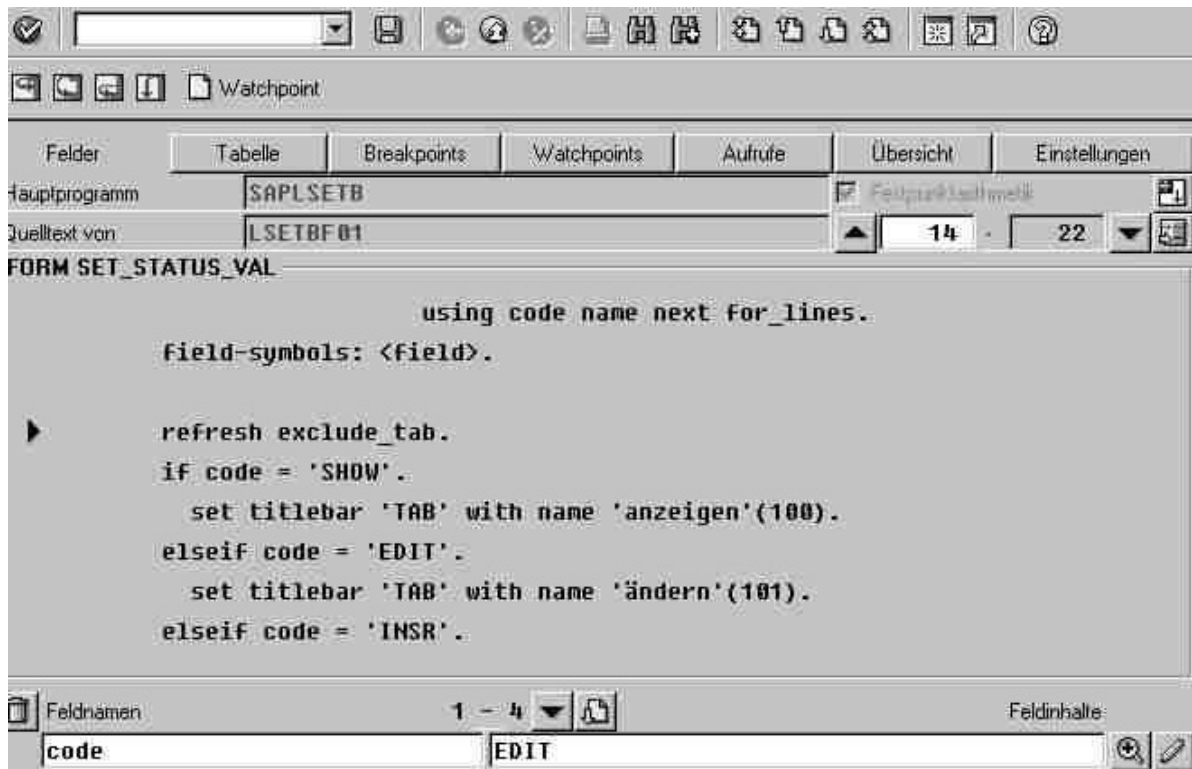 Watchpoint
Felder Tabelle Breakpoints Watchpoints Aufrufe Übersicht Einstellungen
Hauptprogramm SAPLSETB Festpunktarithmetik
Quelltext von LSETBF01 14 - 22
FORM SET_STATUS_VAL
using code name next for_lines.
field-symbols: <field>.
refresh exclude_tab.
if code = 'SHOW'.
set titlebar 'TAB' with name 'anzeigen'(100).
elseif code = 'EDIT'.
set titlebar 'TAB' with name 'ändern'(101).
elseif code = 'INSR'.
Feldnamen 1 - 4 Feldinhalte
code EDIT